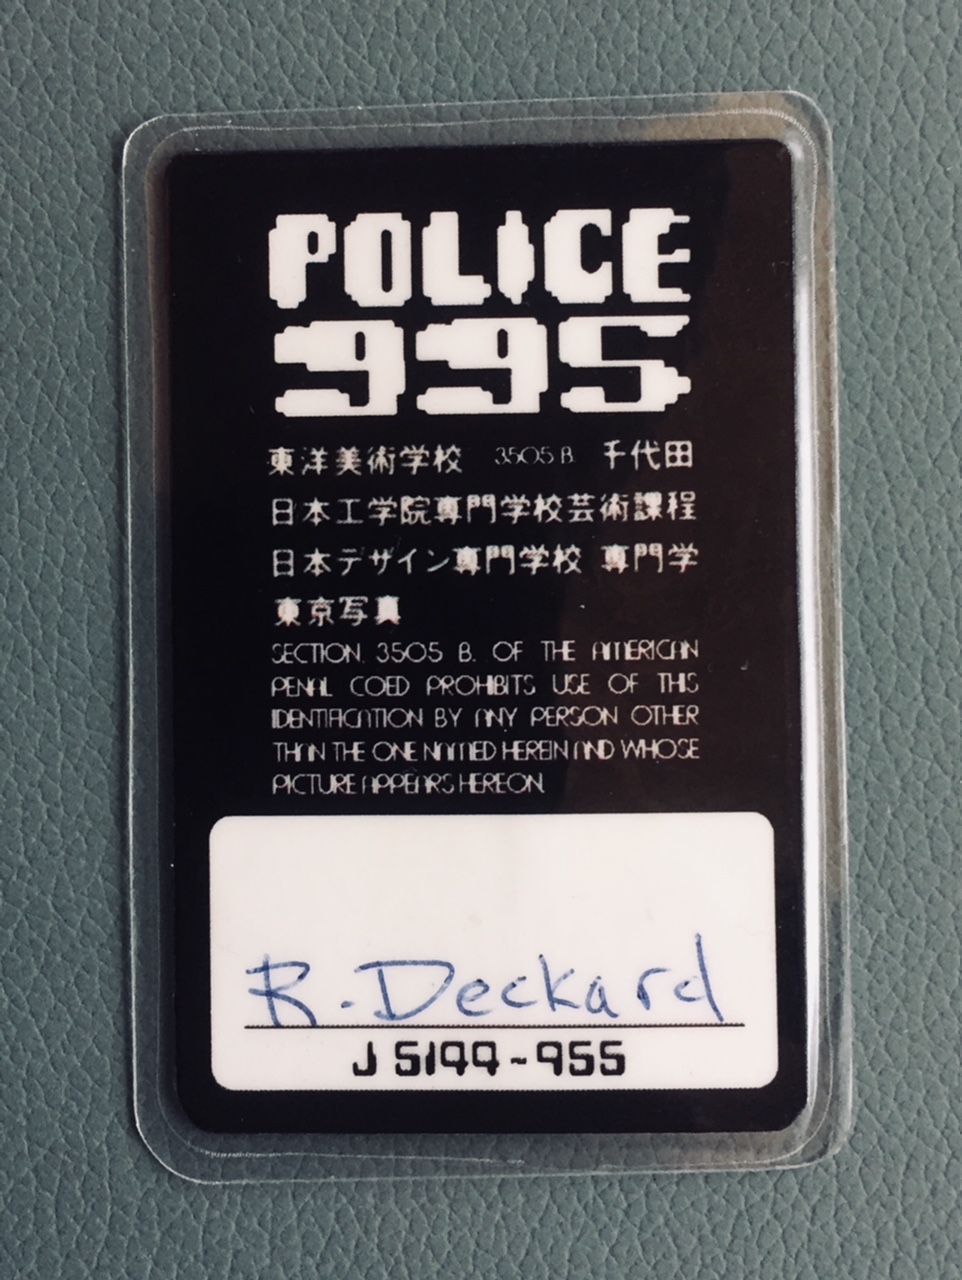 POLICE
995
東洋美術学校 3505 B. 千代田
日本工学院専門学校芸術課程
日本デザイン専門学校 専門学
東京写真
SECTION 3505 B. OF THE AMERICAN
PENAL COED PROHIBITS USE OF THIS
IDENTIFICATION BY ANY PERSON OTHER
THAN THE ONE NAMED HEREIN AND WHOSE
PICTURE APPEARS HEREON.
R. Deckard
J 5199-955